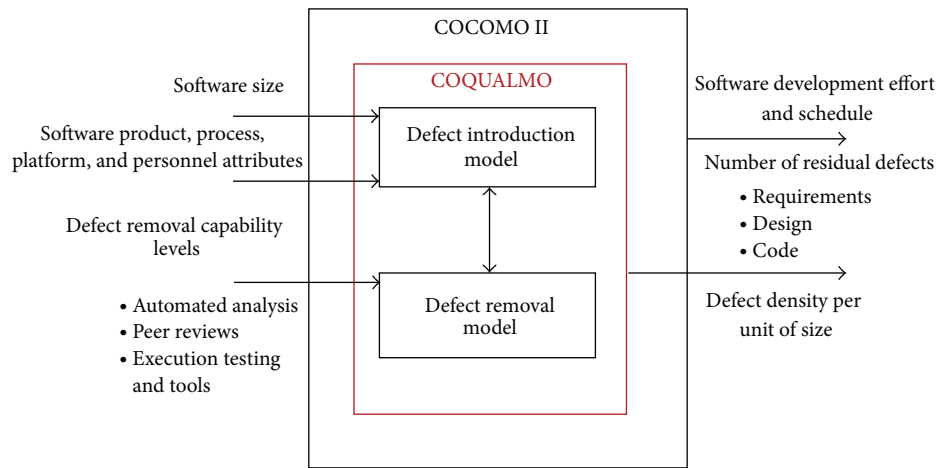 COCOMO II
COQUALMO
Software size
Software product, process,
platform, and personnel attributes
Defect removal capability
levels
• Automated analysis
• Peer reviews
• Execution testing
and tools
Defect introduction
model
Defect removal
model
Software development effort
and schedule
Number of residual defects
• Requirements
• Design
• Code
Defect density per
unit of size